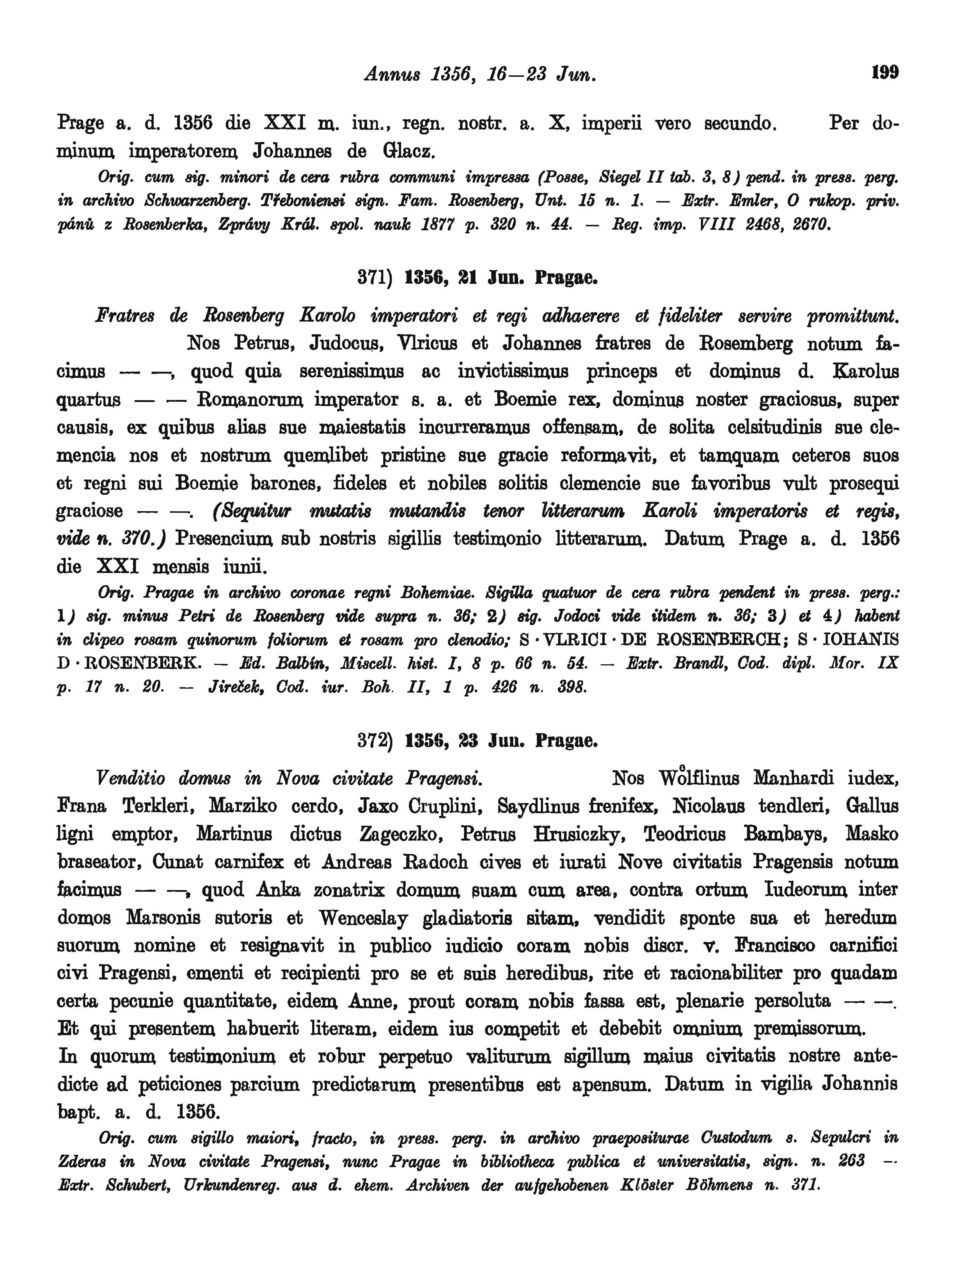 Annus 1356, 16—23 Jun. 199
Prage a. d. 1356 die XXI m. iun., regn. nostr. a. X, imperii vero secundo. Per do-
minum imperatorem Johannes de Glacz.
Orig. cum sig. minori de cera rubra communi impressa (Posse, Siegel II tab. 3, 8) pend. in press. perg.
in archivo Schwarzenberg. Třeboniensi sign. Fam. Rosenberg, Unt. 15 n. 1. — Extr. Emler, O rukop. priv.
pánů z Rosenberka, Zprávy Král. spol. nauk 1877 p. 320 n. 44. — Reg. imp. VIII 2468, 2670.
371) 1356, 21 Jun. Pragae.
Fratres de Rosenberg Karolo imperatori et regi adhaerere et fideliter servire promittunt.
Nos Petrus, Judocus, Vlricus et Johannes fratres de Rosemberg notum fa-
cimus — —, quod quia serenissimus ac invictissimus princeps et dominus d. Karolus
quartus — — Romanorum imperator s. a. et Boemie rex, dominus noster graciosus, super
causis, ex quibus alias sue maiestatis incurreramus offensam, de solita celsitudinis sue cle-
mencia nos et nostrum quemlibet pristine sue gracie reformavit, et tamquam ceteros suos
et regni sui Boemie barones, fideles et nobiles solitis clemencie sue favoribus vult prosequi
graciose — —. (Sequitur mutatis mutandis tenor litterarum Karoli imperatoris et regis,
vide n. 370.) Presencium sub nostris sigillis testimonio litterarum. Datum Prage a. d. 1356
die XXI mensis iunii.
Orig. Pragae in archivo coronae regni Bohemiae. Sigilla quatuor de cera rubra pendent in press. perg.:
1) sig. minus Petri de Rosenberg vide supra n. 36; 2) sig. Jodoci vide itidem n. 36; 3) et 4) habent
in clipeo rosam quinorum foliorum et rosam pro clenodio; S · VLRICI · DE ROSENBERCH; S · IOHANIS
D · ROSENBERK. — Ed. Balbín, Miscell. hist. I, 8 p. 66 n. 54. — Extr. Brandl, Cod. dipl. Mor. IX
p. 17 n. 20. — Jireček, Cod. iur. Boh. II, 1 p. 426 n. 398.
372) 1356, 23 Jun. Pragae.
Venditio domus in Nova civitate Pragensi. Nos Wo̊lflinus Manhardi iudex,
Frana Terkleri, Marziko cerdo, Jaxo Cruplini, Saydlinus frenifex, Nicolaus tendleri, Gallus
ligni emptor, Martinus dictus Zageczko, Petrus Hrusiczky, Teodricus Bambays, Masko
braseator, Cunat carnifex et Andreas Radoch cives et iurati Nove civitatis Pragensis notum
facimus — —, quod Anka zonatrix domum suam cum area, contra ortum Iudeorum inter
domos Marsonis sutoris et Wenceslay gladiatoris sitam, vendidit sponte sua et heredum
suorum nomine et resignavit in publico iudicio coram nobis discr. v. Francisco carnifici
civi Pragensi, ementi et recipienti pro se et suis heredibus, rite et racionabiliter pro quadam
certa pecunie quantitate, eidem Anne, prout coram nobis fassa est, plenarie persoluta — —.
Et qui presentem habuerit literam, eidem ius competit et debebit omnium premissorum.
In quorum testimonium et robur perpetuo valiturum sigillum maius civitatis nostre ante-
dicte ad peticiones parcium predictarum presentibus est apensum. Datum in vigilia Johannis
bapt. a. d. 1356.
Orig. cum sigillo maiori, fracto, in press. perg. in archivo praepositurae Custodum s. Sepulcri in
Zderas in Nova civitate Pragensi, nunc Pragae in bibliotheca publica et universitatis, sign. n. 263 —
Extr. Schubert, Urkundenreg. aus d. ehem. Archiven der aufgehobenen Klöster Böhmens n. 371.